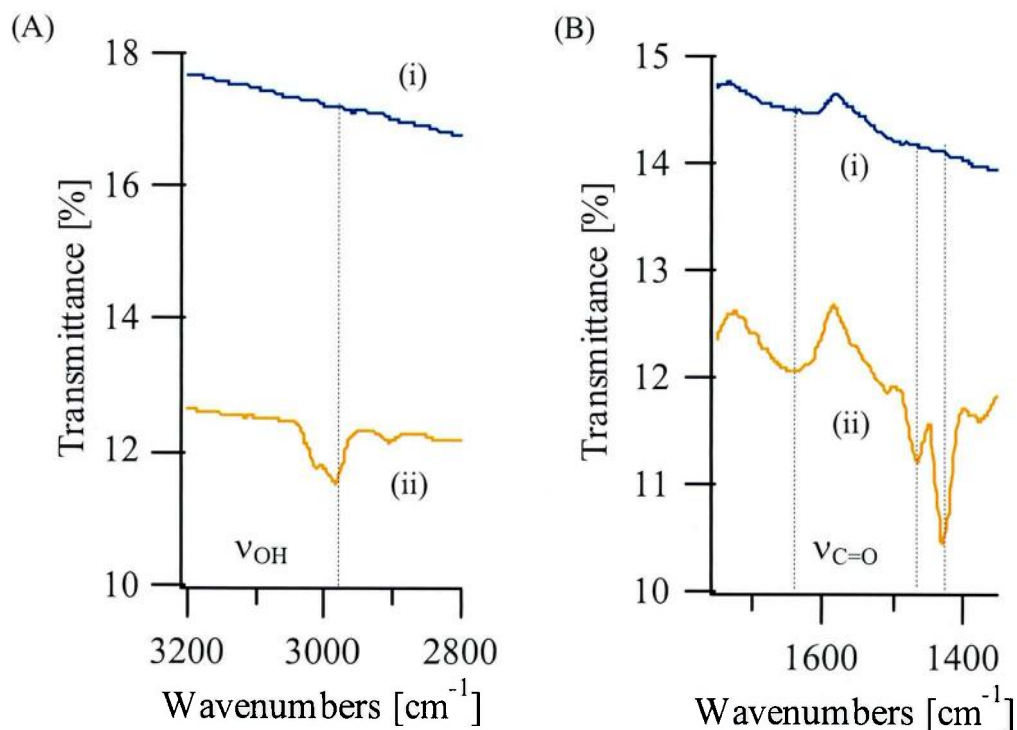 (A)
18
16
14
12
10
Transmittance [%]
(i)
(ii)
νOH
3200 3000 2800
Wavenumbers [cm⁻¹]
(B)
15
14
13
12
11
10
Transmittance [%]
(i)
(ii)
νC=O
1600 1400
Wavenumbers [cm⁻¹]